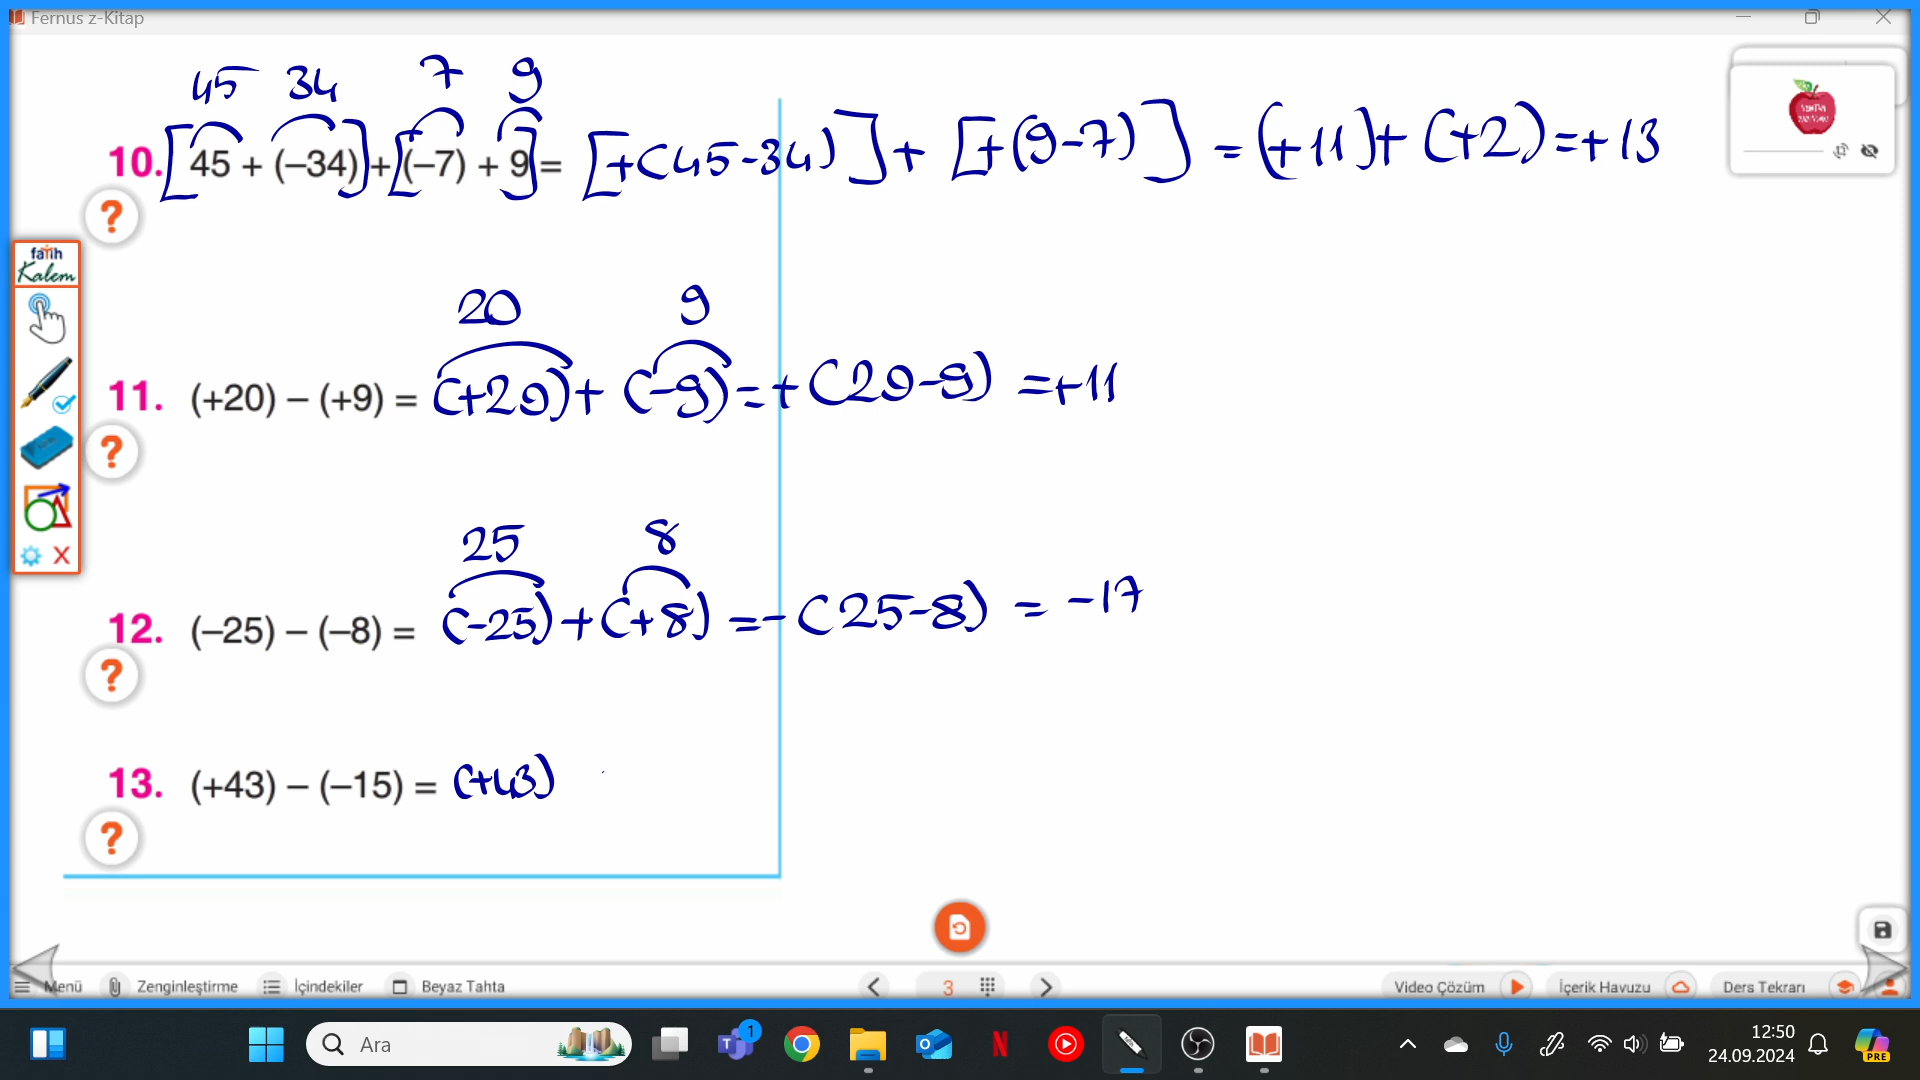 Fernus z-Kitap
45 34 7 9
10. [45 + (–34)]+[(–7) + 9]= [+(45-34)]+ [+(9-7)] = (+11)+ (+2)=+13
?
fatih
Kalem
20 9
11. (+20) – (+9) = (+20)+ (-9)=+(20-9) =+11
?
25 8
12. (–25) – (–8) = (-25)+(+8) =-(25-8) = -17
?
13. (+43) – (–15) = (+43)
?
Menü Zenginleştirme İçindekiler Beyaz Tahta 3 Video Çözüm İçerik Havuzu Ders Tekrarı
Ara 1 12:50
24.09.2024
PRE